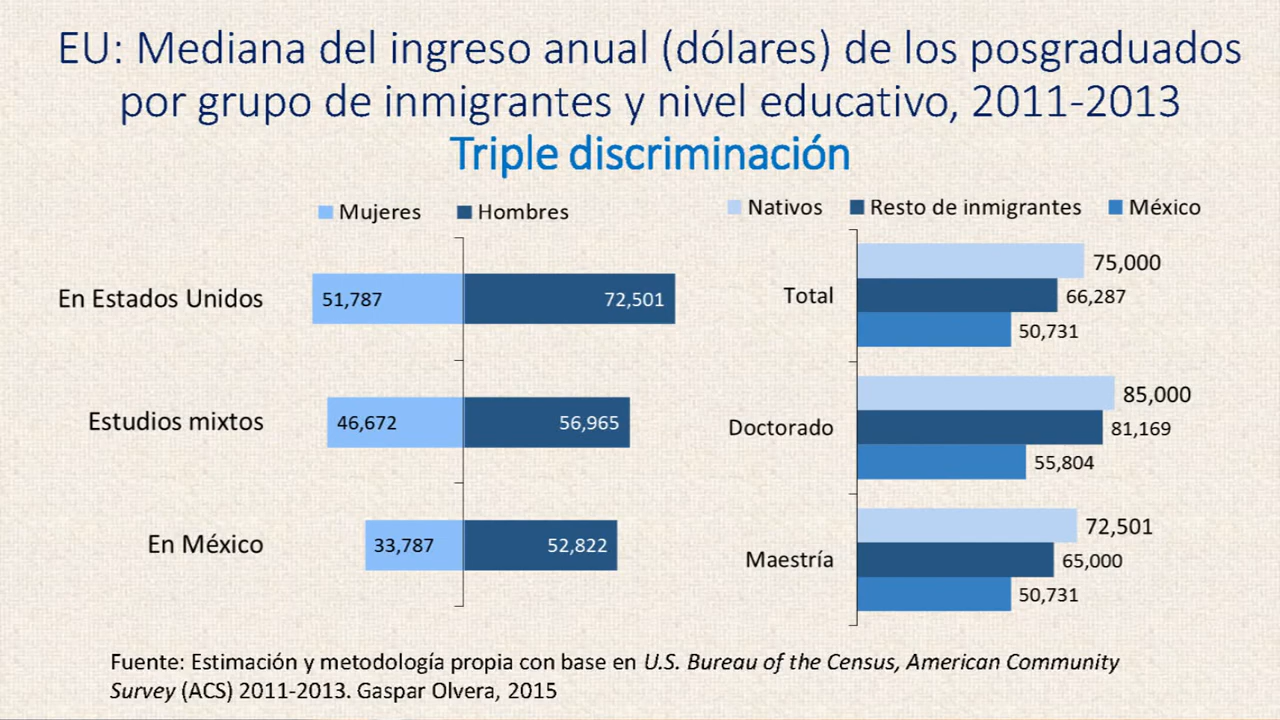 EU: Mediana del ingreso anual (dólares) de los posgraduados
por grupo de inmigrantes y nivel educativo, 2011-2013
Triple discriminación
Mujeres Hombres
En Estados Unidos 51,787 72,501
Estudios mixtos 46,672 56,965
En México 33,787 52,822
Nativos Resto de inmigrantes México
75,000
Total 66,287
50,731
85,000
Doctorado 81,169
55,804
72,501
Maestría 65,000
50,731
Fuente: Estimación y metodología propia con base en U.S. Bureau of the Census, American Community
Survey (ACS) 2011-2013. Gaspar Olvera, 2015